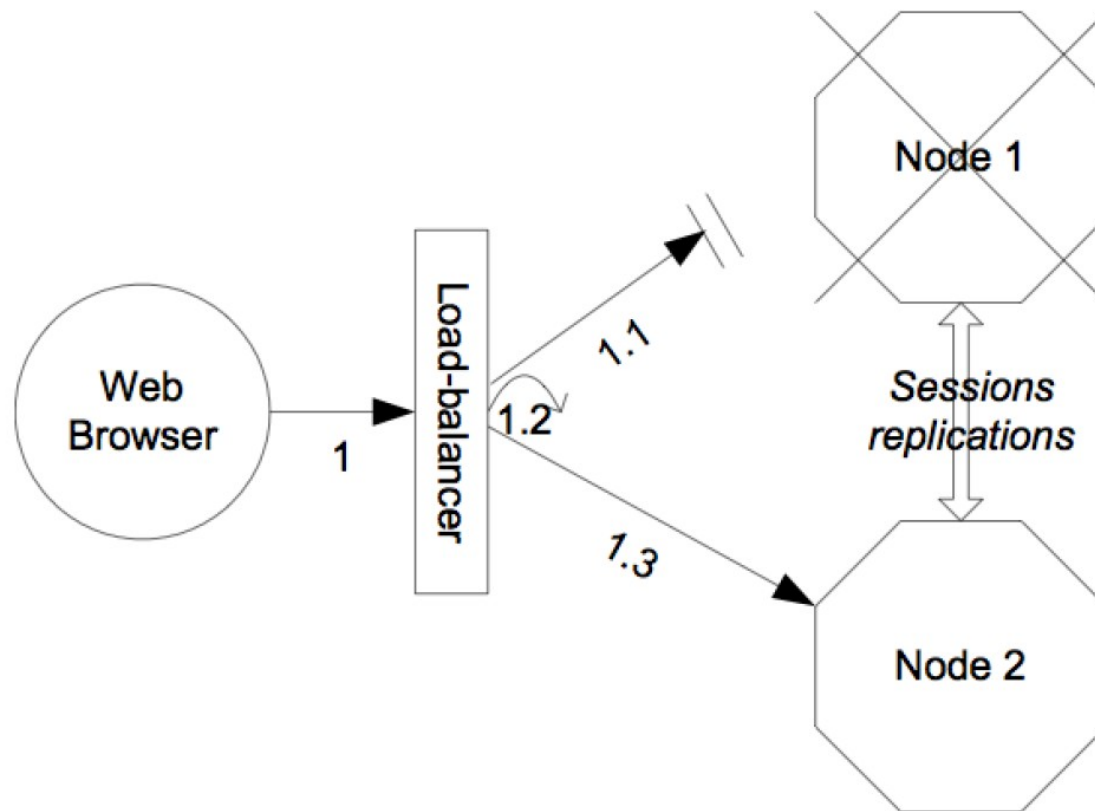 Node 1
1.1
Load-balancer
Web
Browser
1
1.2
Sessions
replications
1.3
Node 2